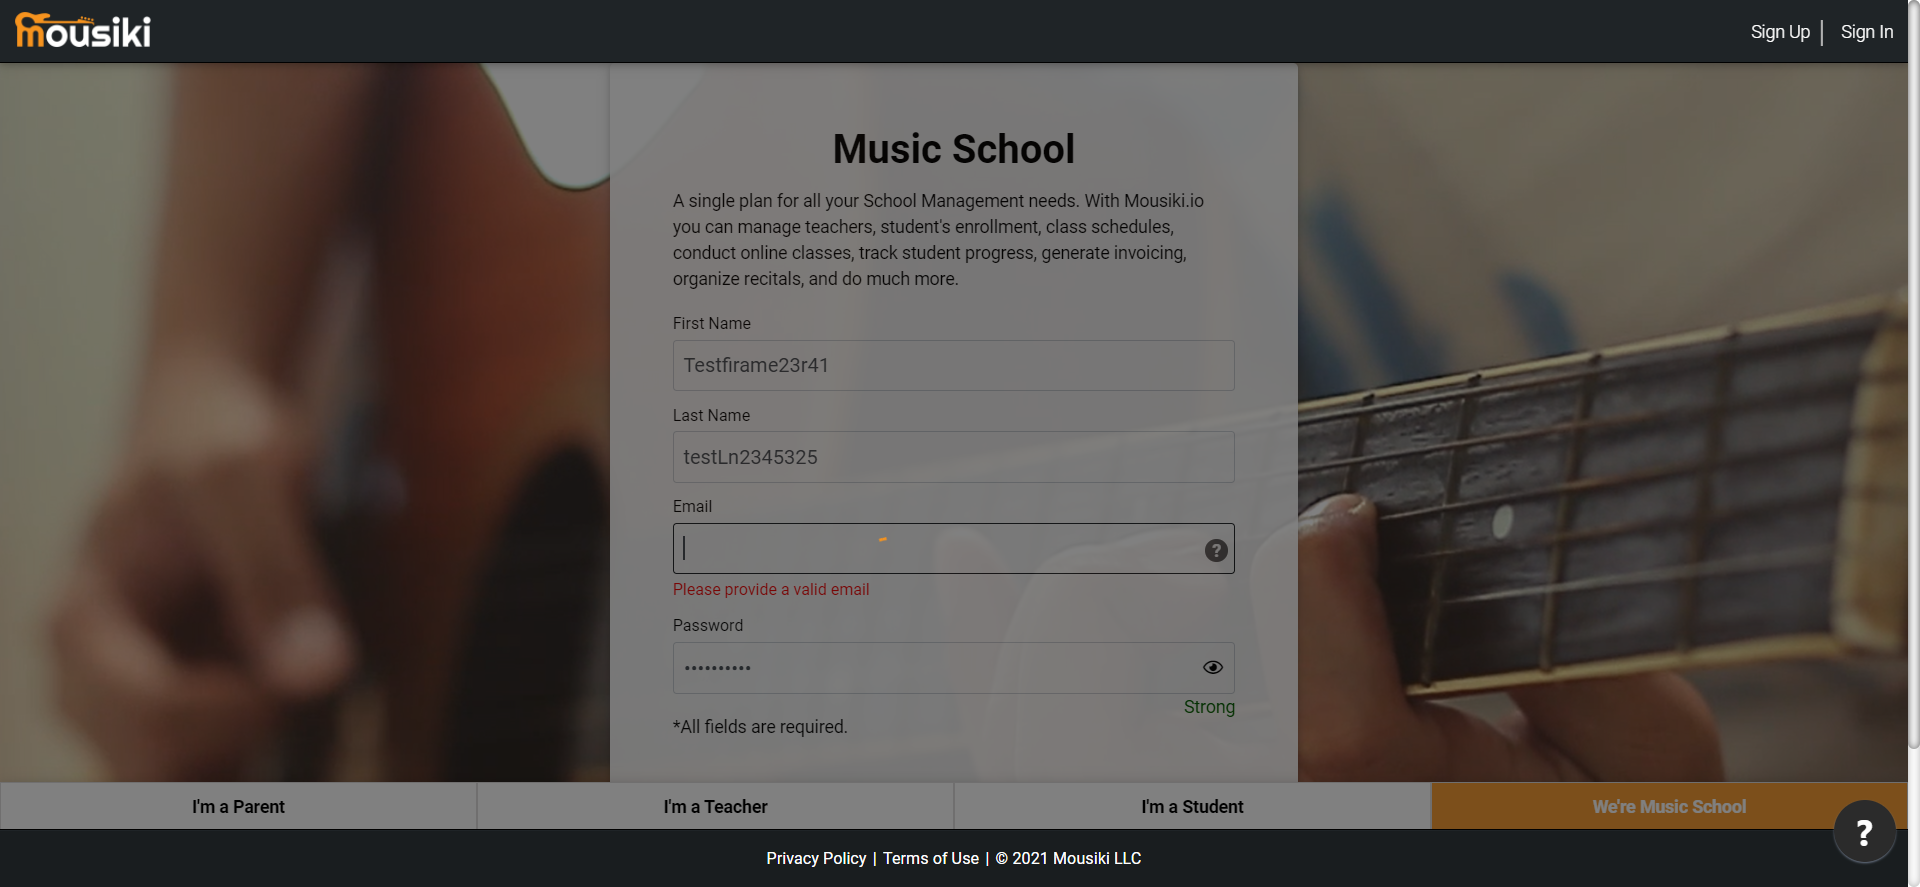 mousiki
Sign Up | Sign In
Music School
A single plan for all your School Management needs. With Mousiki.io
you can manage teachers, student's enrollment, class schedules,
conduct online classes, track student progress, generate invoicing,
organize recitals, and do much more.
First Name
Testfirame23r41
Last Name
testLn2345325
Email
?
Please provide a valid email
Password
••••••••••
Strong
*All fields are required.
I'm a Parent
I'm a Teacher
I'm a Student
We're Music School
?
Privacy Policy | Terms of Use | © 2021 Mousiki LLC